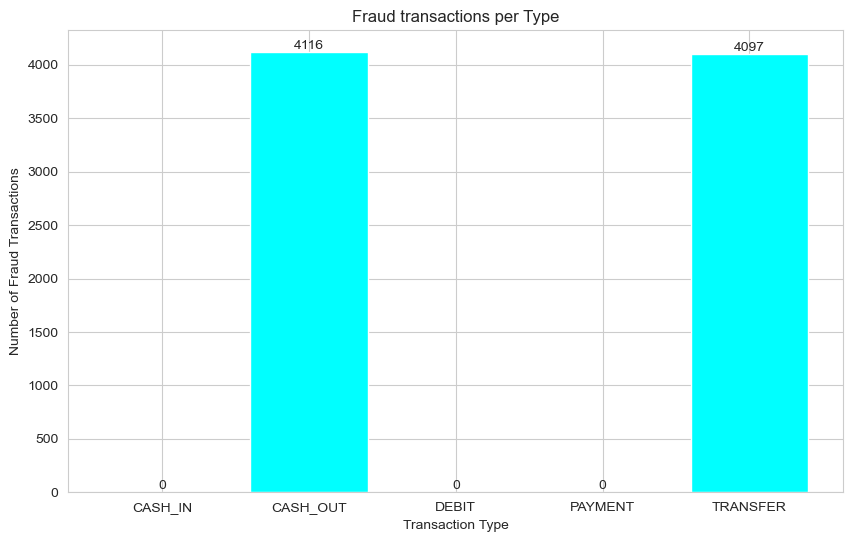 Fraud transactions per Type
Number of Fraud Transactions
4000
3500
3000
2500
2000
1500
1000
500
0
0
4116
0
0
4097
CASH_IN
CASH_OUT
DEBIT
PAYMENT
TRANSFER
Transaction Type